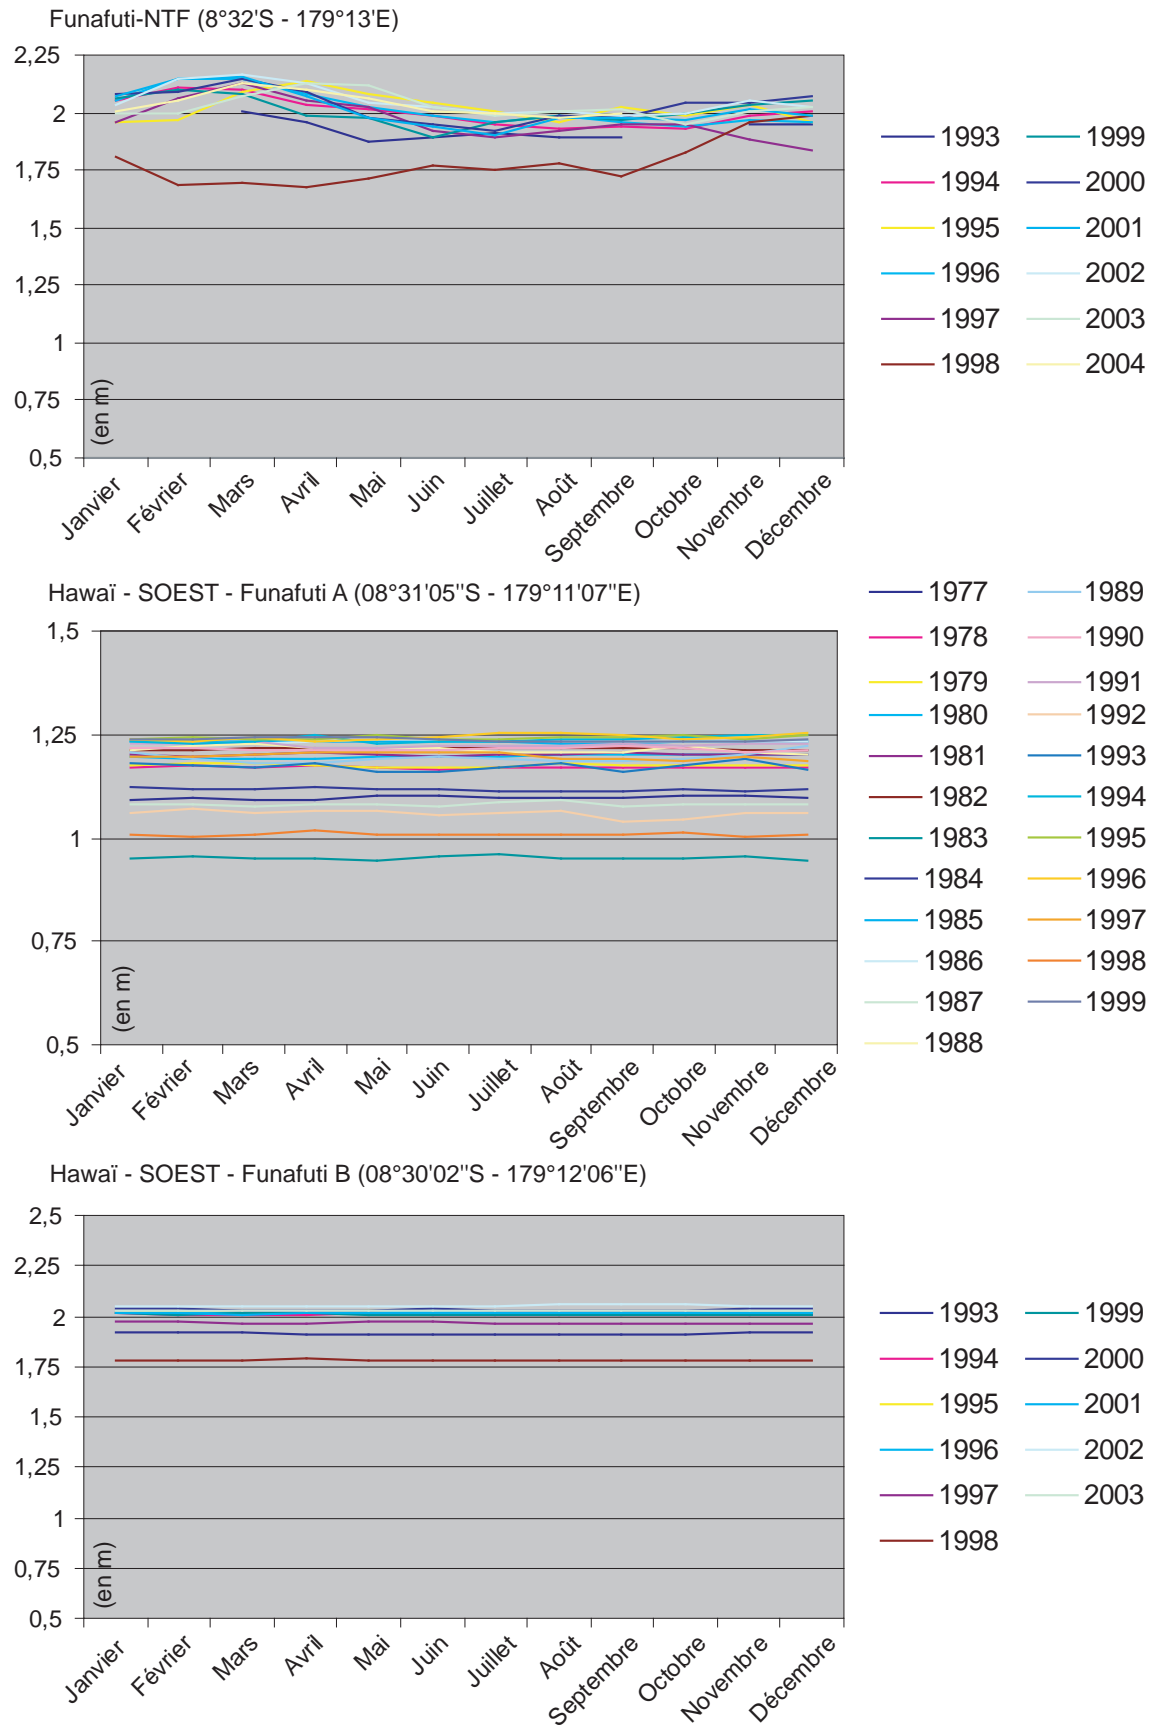 Funafuti-NTF (8°32'S - 179°13'E)
2,25
2
1,75
1,5
1,25
1
0,75
0,5
(en m)
Janvier
Février
Mars
Avril
Mai
Juin
Juillet
Août
Septembre
Octobre
Novembre
Décembre
1993 1999
1994 2000
1995 2001
1996 2002
1997 2003
1998 2004
Hawaï - SOEST - Funafuti A (08°31'05''S - 179°11'07''E)
1,5
1,25
1
0,75
0,5
(en m)
Janvier
Février
Mars
Avril
Mai
Juin
Juillet
Août
Septembre
Octobre
Novembre
Décembre
1977 1989
1978 1990
1979 1991
1980 1992
1981 1993
1982 1994
1983 1995
1984 1996
1985 1997
1986 1998
1987 1999
1988
Hawaï - SOEST - Funafuti B (08°30'02''S - 179°12'06''E)
2,5
2,25
2
1,75
1,5
1,25
1
0,75
0,5
(en m)
Janvier
Février
Mars
Avril
Mai
Juin
Juillet
Août
Septembre
Octobre
Novembre
Décembre
1993 1999
1994 2000
1995 2001
1996 2002
1997 2003
1998